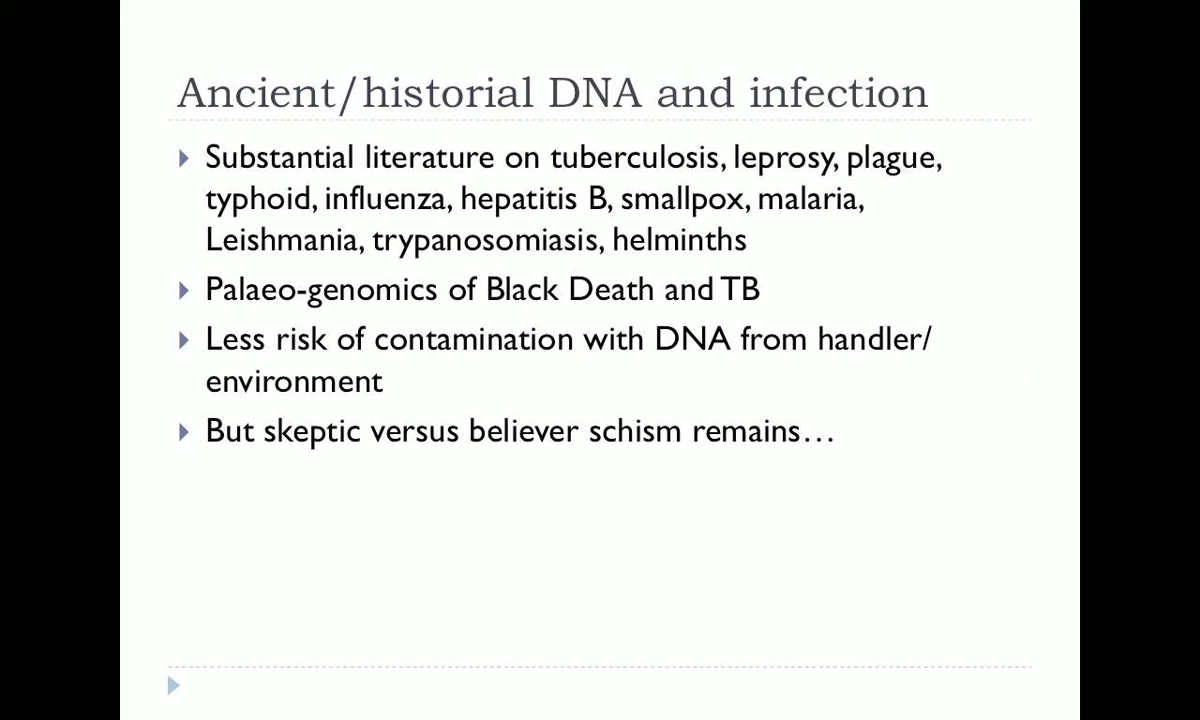 Ancient/historial DNA and infection
Substantial literature on tuberculosis, leprosy, plague,
typhoid, influenza, hepatitis B, smallpox, malaria,
Leishmania, trypanosomiasis, helminths
Palaeo-genomics of Black Death and TB
Less risk of contamination with DNA from handler/
environment
But skeptic versus believer schism remains…